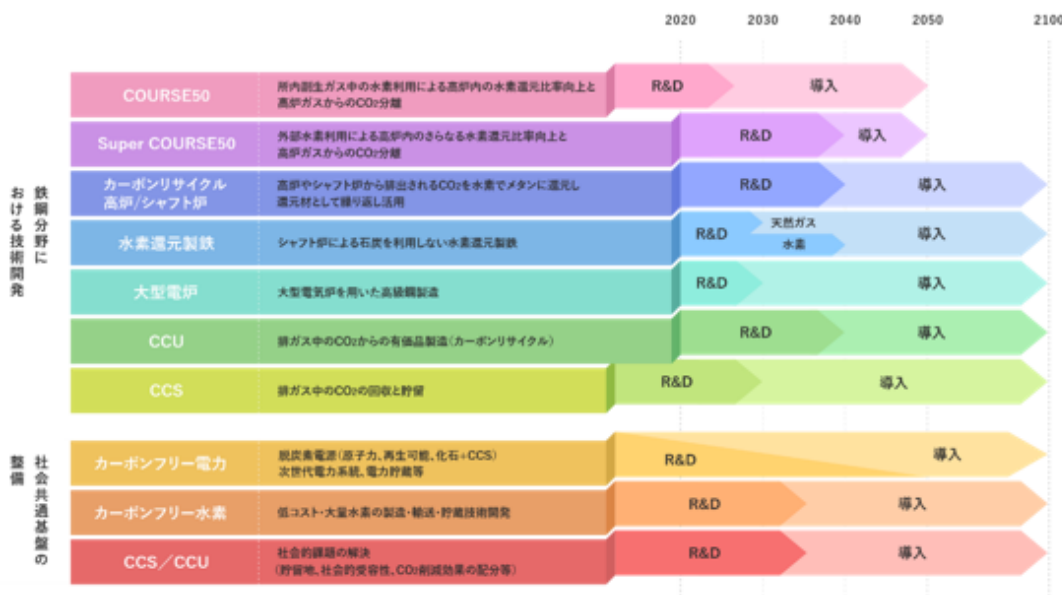 2020 2030 2040 2050 2100
鉄鋼分野に
おける技術開発
COURSE50
所内副生ガス中の水素利用による高炉内の水素還元比率向上と
高炉ガスからのCO2分離
R&D 導入
Super COURSE50
外部水素利用による高炉内のさらなる水素還元比率向上と
高炉ガスからのCO2分離
R&D 導入
カーボンリサイクル
高炉/シャフト炉
高炉やシャフト炉から排出されるCO2を水素でメタンに還元し
還元材として繰り返し活用
R&D 導入
水素還元製鉄
シャフト炉による石炭を利用しない水素還元製鉄
R&D 天然ガス 導入
水素
大型電炉
大型電気炉を用いた高級鋼製造
R&D 導入
CCU
排ガス中のCO2からの有価品製造(カーボンリサイクル)
R&D 導入
CCS
排ガス中のCO2の回収と貯留
R&D 導入
社会共通基盤の
整備
カーボンフリー電力
脱炭素電源(原子力、再生可能、化石+CCS)
次世代電力系統、電力貯蔵等
R&D 導入
カーボンフリー水素
低コスト・大量水素の製造・輸送・貯蔵技術開発
R&D 導入
CCS/CCU
社会的課題の解決
(貯留地、社会的受容性、CO2削減効果の配分等)
R&D 導入